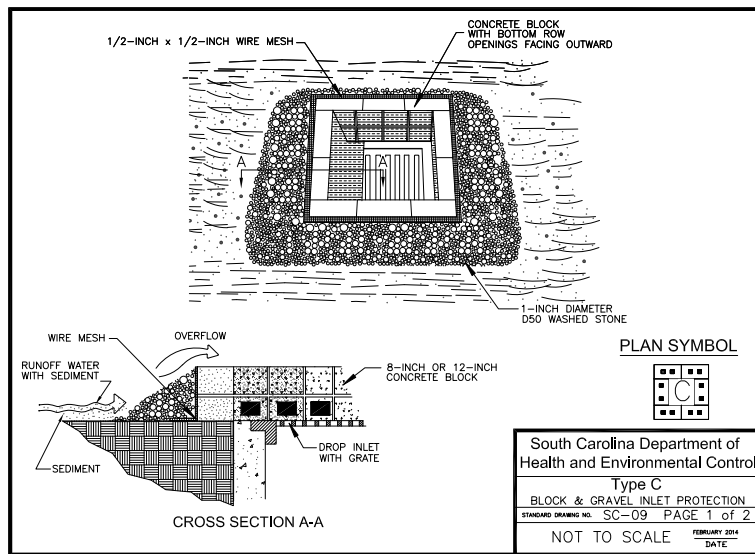 1/2-INCH x 1/2-INCH WIRE MESH
CONCRETE BLOCK
WITH BOTTOM ROW
OPENINGS FACING OUTWARD
A
A
1-INCH DIAMETER
D50 WASHED STONE
WIRE MESH
OVERFLOW
RUNOFF WATER
WITH SEDIMENT
8-INCH OR 12-INCH
CONCRETE BLOCK
SEDIMENT
DROP INLET
WITH GRATE
CROSS SECTION A-A
PLAN SYMBOL
C
South Carolina Department of
Health and Environmental Control
Type C
BLOCK & GRAVEL INLET PROTECTION
STANDARD DRAWING NO. SC-09 PAGE 1 of 2
NOT TO SCALE
FEBRUARY 2014
DATE